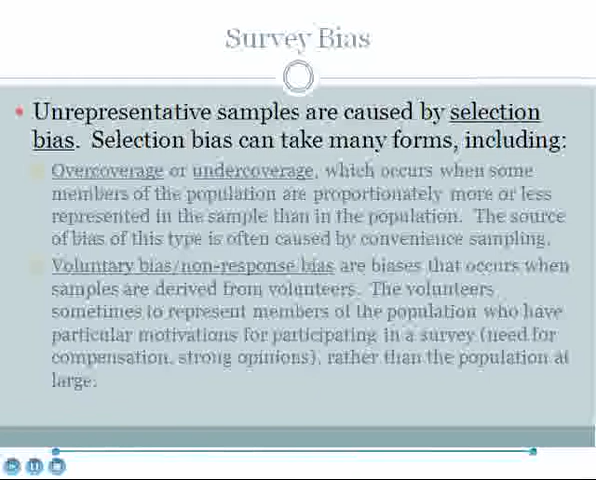 Survey Bias
Unrepresentative samples are caused by selection
bias. Selection bias can take many forms, including:
Overcoverage or undercoverage, which occurs when some
members of the population are proportionately more or less
represented in the sample than in the population. The source
of bias of this type is often caused by convenience sampling.
Voluntary bias/non-response bias are biases that occurs when
samples are derived from volunteers. The volunteers
sometimes to represent members of the population who have
particular motivations for participating in a survey (need for
compensation, strong opinions), rather than the population at
large.